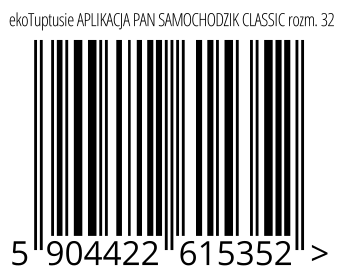 ekoTuptusie APLIKACJA PAN SAMOCHODZIK CLASSIC rozm. 32
5 904422 615352 >